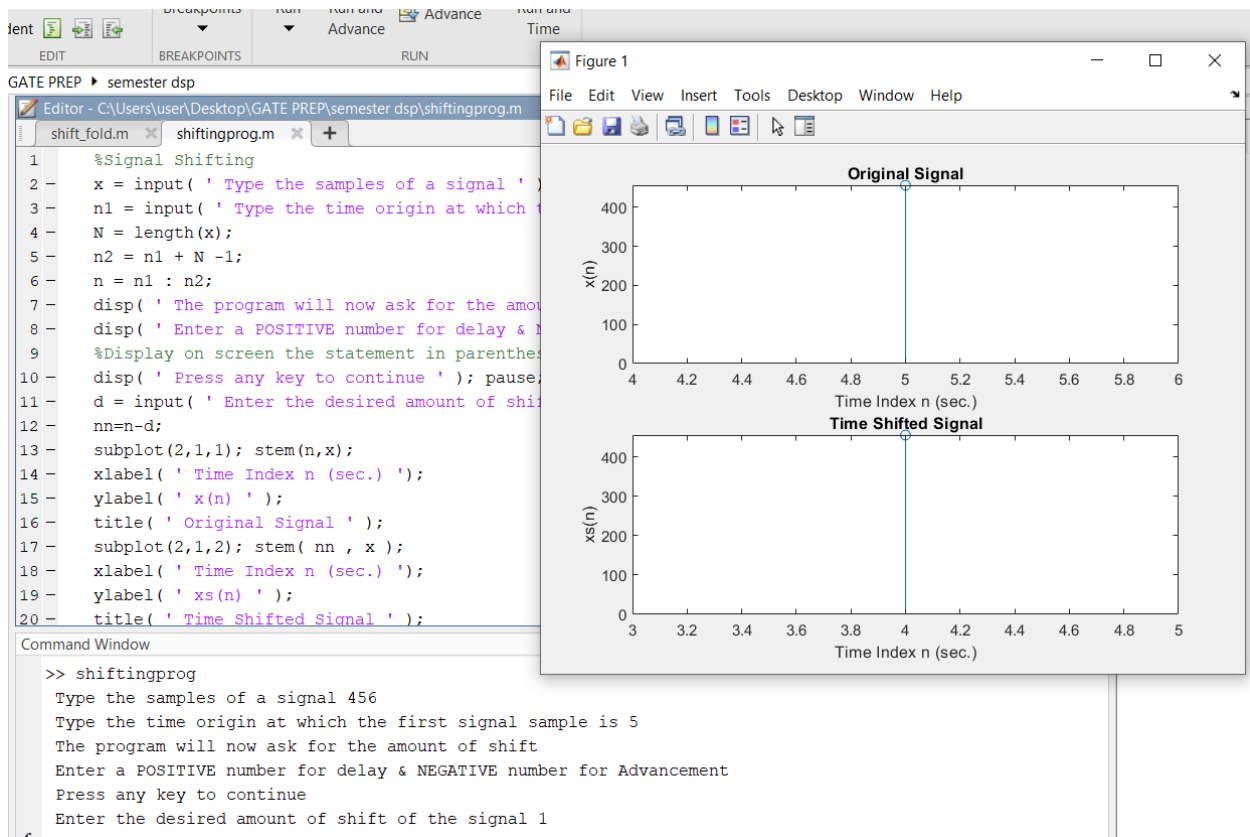 Breakpoints Run Run and Advance Run and
dent Advance Time
EDIT BREAKPOINTS RUN
GATE PREP ▶ semester dsp
Editor - C:\Users\user\Desktop\GATE PREP\semester dsp\shiftingprog.m
shift_fold.m × shiftingprog.m × +
1 %Signal Shifting
2 – x = input( ' Type the samples of a signal ' )
3 – n1 = input( ' Type the time origin at which
4 – N = length(x);
5 – n2 = n1 + N -1;
6 – n = n1 : n2;
7 – disp( ' The program will now ask for the amou
8 – disp( ' Enter a POSITIVE number for delay & N
9 %Display on screen the statement in parenthes
10 – disp( ' Press any key to continue ' ); pause;
11 – d = input( ' Enter the desired amount of shif
12 – nn=n-d;
13 – subplot(2,1,1); stem(n,x);
14 – xlabel( ' Time Index n (sec.) ');
15 – ylabel( ' x(n) ' );
16 – title( ' Original Signal ' );
17 – subplot(2,1,2); stem( nn , x );
18 – xlabel( ' Time Index n (sec.) ');
19 – ylabel( ' xs(n) ' );
20 – title( ' Time Shifted Signal ' );
Command Window
>> shiftingprog
Type the samples of a signal 456
Type the time origin at which the first signal sample is 5
The program will now ask for the amount of shift
Enter a POSITIVE number for delay & NEGATIVE number for Advancement
Press any key to continue
Enter the desired amount of shift of the signal 1
Figure 1
File Edit View Insert Tools Desktop Window Help
Original Signal
400
300
200
100
0
x(n)
4 4.2 4.4 4.6 4.8 5 5.2 5.4 5.6 5.8 6
Time Index n (sec.)
Time Shifted Signal
400
300
200
100
0
xs(n)
3 3.2 3.4 3.6 3.8 4 4.2 4.4 4.6 4.8 5
Time Index n (sec.)